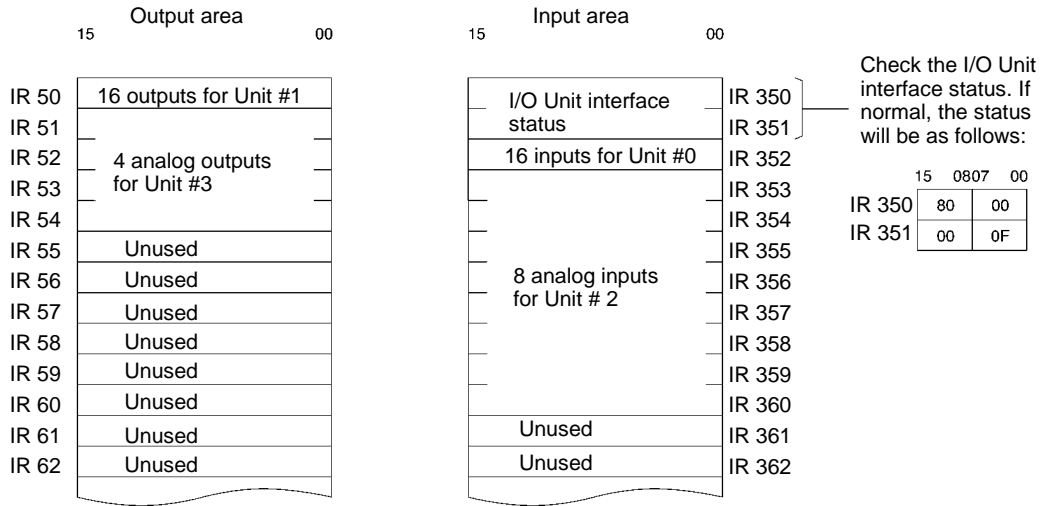 Output area
15 00
IR 50 16 outputs for Unit #1
IR 51
IR 52 4 analog outputs
for Unit #3
IR 53
IR 54
IR 55 Unused
IR 56 Unused
IR 57 Unused
IR 58 Unused
IR 59 Unused
IR 60 Unused
IR 61 Unused
IR 62 Unused
Input area
15 00
I/O Unit interface
status
IR 350
IR 351
16 inputs for Unit #0 IR 352
IR 353
IR 354
IR 355
8 analog inputs
for Unit # 2
IR 356
IR 357
IR 358
IR 359
IR 360
Unused IR 361
Unused IR 362
Check the I/O Unit
interface status. If
normal, the status
will be as follows:
15 0807 00
IR 350 80 00
IR 351 00 0F